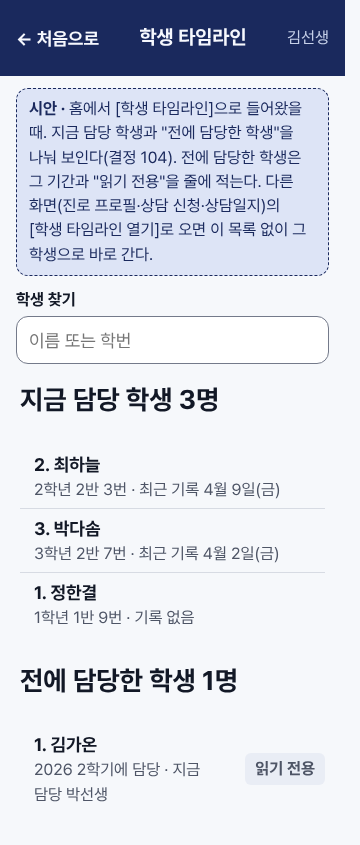 ← 처음으로
학생 타임라인
김선생
시안 · 홈에서 [학생 타임라인]으로 들어왔을
때. 지금 담당 학생과 "전에 담당한 학생"을
나눠 보인다(결정 104). 전에 담당한 학생은
그 기간과 "읽기 전용"을 줄에 적는다. 다른
화면(진로 프로필·상담 신청·상담일지)의
[학생 타임라인 열기]로 오면 이 목록 없이 그
학생으로 바로 간다.
학생 찾기
이름 또는 학번
지금 담당 학생 3명
2. 최하늘
2학년 2반 3번 · 최근 기록 4월 9일(금)
3. 박다솜
3학년 2반 7번 · 최근 기록 4월 2일(금)
1. 정한결
1학년 1반 9번 · 기록 없음
전에 담당한 학생 1명
1. 김가온
2026 2학기에 담당 · 지금
담당 박선생
읽기 전용